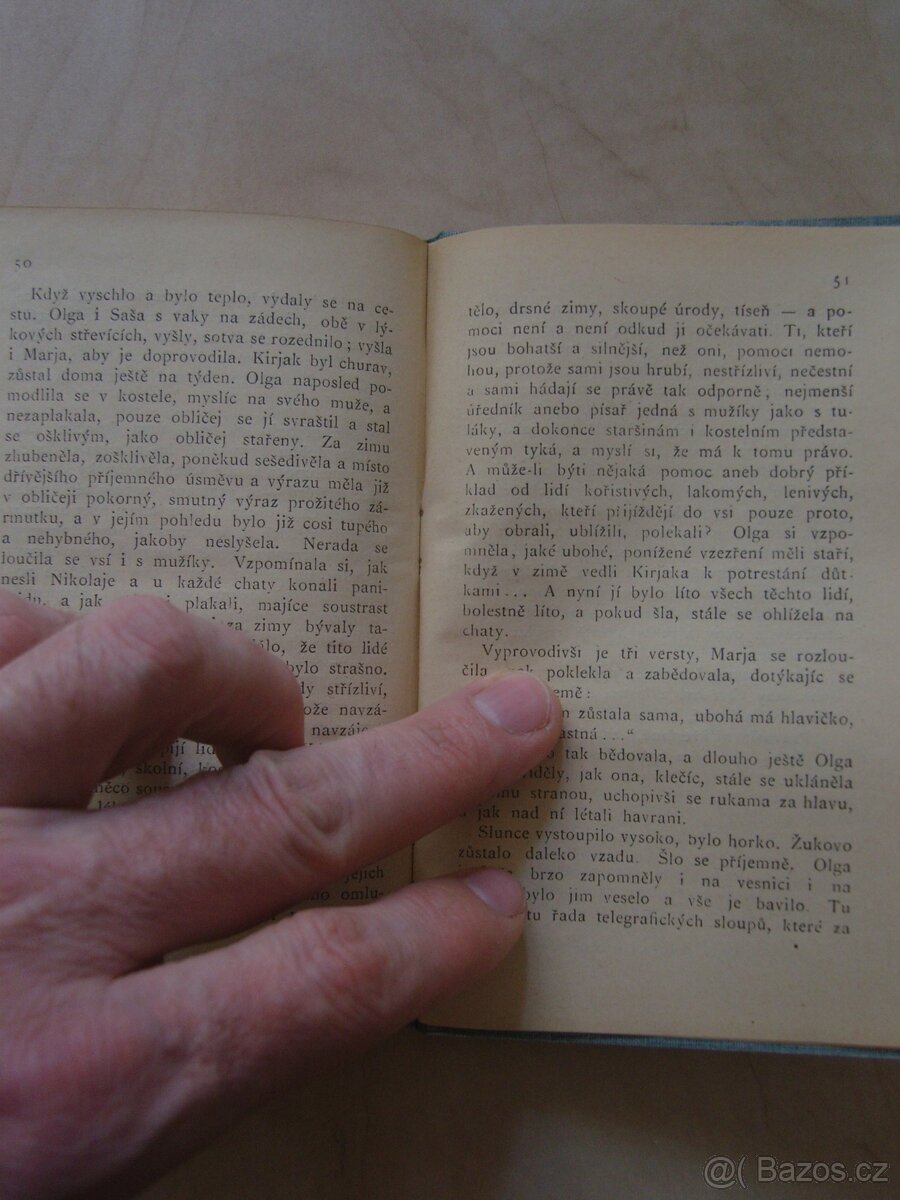 50
Když vyschlo a bylo teplo, vydaly se na ce-
stu. Olga i Saša s vaky na zádech, obě v lý-
kových střevících, vyšly, sotva se rozednilo; vyšla
i Marja, aby je doprovodila. Kirjak byl churav,
zůstal doma ještě na týden. Olga naposled po-
modlila se v kostele, myslíc na svého muže, a
nezaplakala, pouze obličej se jí svraštil a stal
se ošklivým, jako obličej stařeny. Za zimu
zhubeněla, zošklivěla, poněkud sešedivěla a místo
dřívějšího příjemného úsměvu a výrazu měla již
v obličeji pokorný, smutný výraz prožitého zá-
rmutku, a v jejím pohledu bylo již cosi tupého
a nehybného, jakoby neslyšela. Nerada se
loučila se vsí i s mužíky. Vzpomínala si, jak
nesli Nikolaje a u každé chaty konali pani-
a jak plakali, majíce soustrast
za zimy bývaly ta-
že tito lidé
bylo strašno.
střízliví,
navzá-
pijí
školní,
něco
jejich
omlu-
51
tělo, drsné zimy, skoupé úrody, tíseň — a po-
moci není a není odkud ji očekávati. Ti, kteří
jsou bohatší a silnější, než oni, pomoci nemo-
hou, protože sami jsou hrubí, nestřízliví, nečestní
a sami hádají se právě tak odporně; nejmenší
úředník anebo písař jedná s mužíky jako s tu-
láky, a dokonce staršinám i kostelním představe-
veným tyká, a myslí si, že má k tomu právo.
A může-li býti nějaká pomoc aneb dobrý pří-
klad od lidí kořistivých, lakomých, lenivých,
zkažených, kteří přijíždějí do vsi pouze proto,
aby obrali, ublížili, polekali? Olga si vzpo-
mněla, jaké ubohé, ponížené vzezření měli staří,
když v zimě vedli Kirjaka k potrestání důt-
kami... A nyní jí bylo líto všech těchto lidí,
bolestně líto, a pokud šla, stále se ohlížela na
chaty.
Vyprovodivši je tři versty, Marja se rozlou-
čila, pak poklekla a zabědovala, dotýkajíc se
země:
zůstala sama, ubohá má hlavičko,
tak bědovala, a dlouho ještě Olga
jak ona, klečíc, stále se ukláněla
stranou, uchopivši se rukama za hlavu,
a jak nad ní létali havrani.
Slunce vystoupilo vysoko, bylo horko. Žukovo
zůstalo daleko vzadu. Šlo se příjemně. Olga
brzo zapomněly i na vesnici i na
bylo jim veselo a vše je bavilo. Tu
řada telegrafických sloupů, které za
@( Bazos.cz